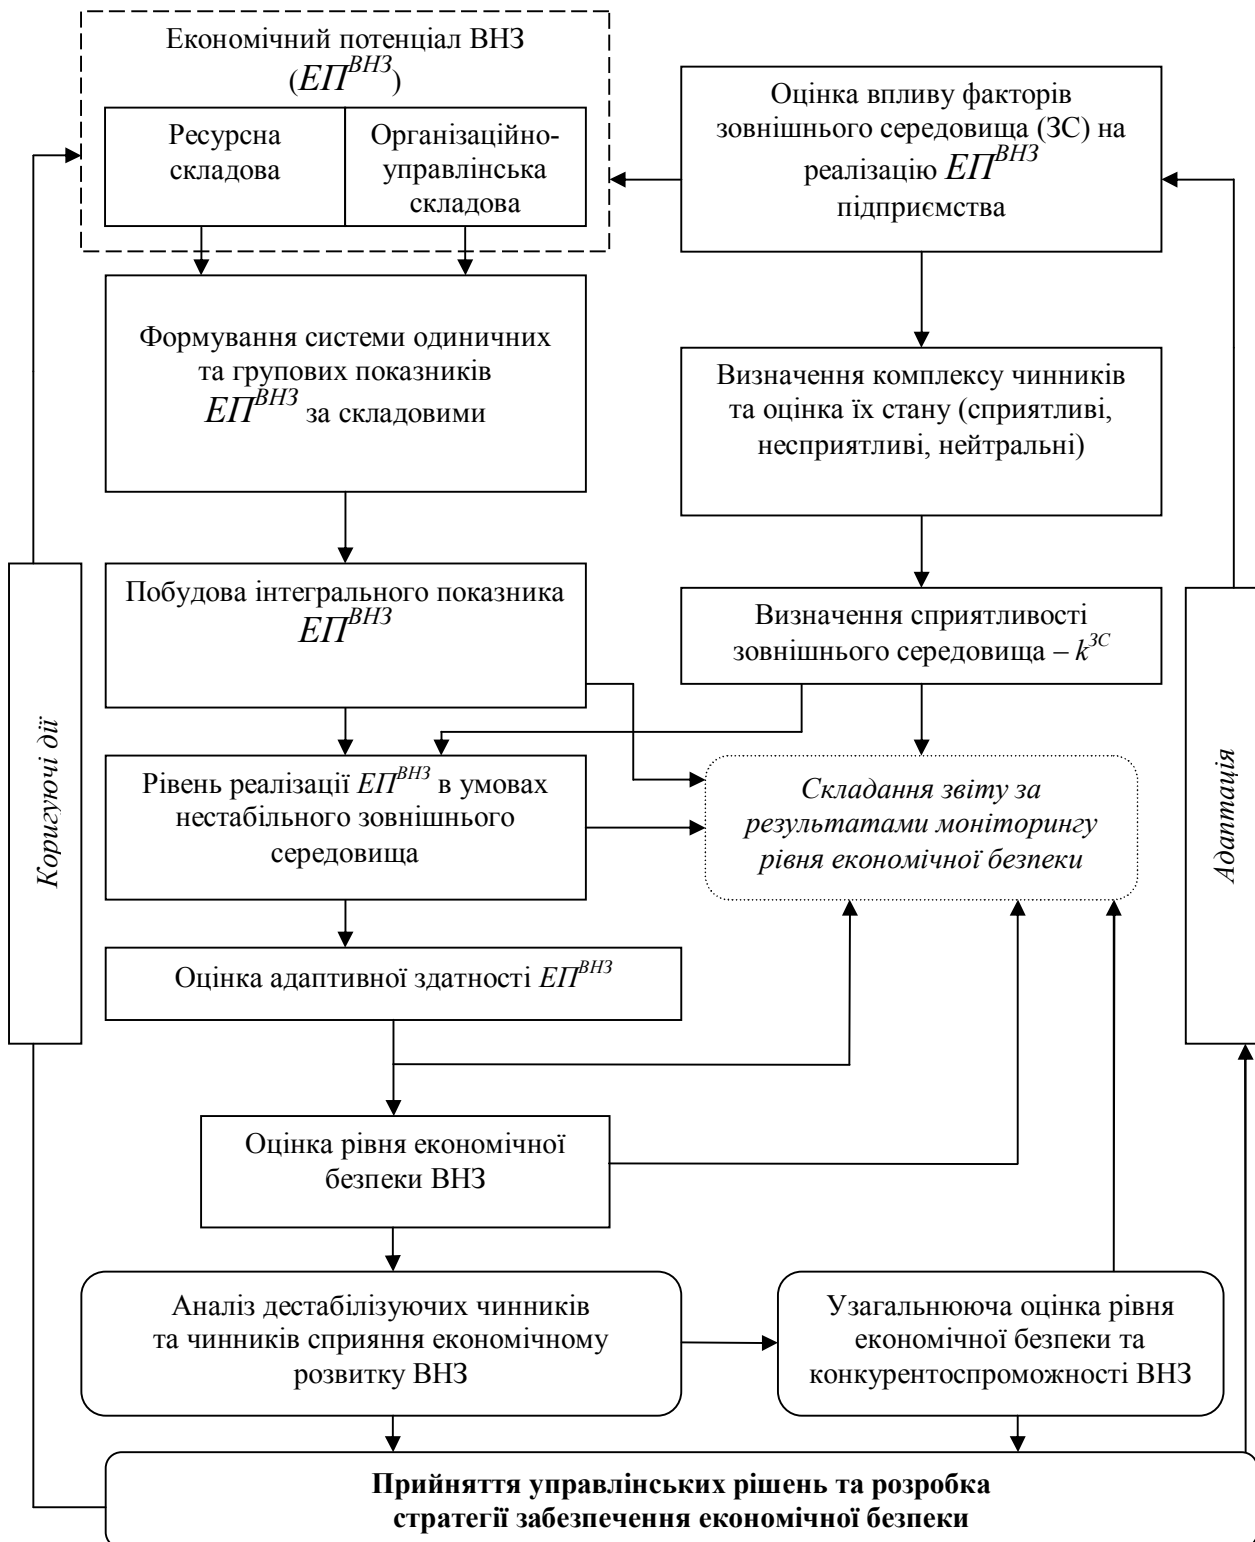 Економічний потенціал ВНЗ
(ЕП^ВНЗ)
Ресурсна
складова
Організаційно-
управлінська
складова
Оцінка впливу факторів
зовнішнього середовища (ЗС) на
реалізацію ЕП^ВНЗ
підприємства
Формування системи одиничних
та групових показників
ЕП^ВНЗ за складовими
Визначення комплексу чинників
та оцінка їх стану (сприятливі,
несприятливі, нейтральні)
Побудова інтегрального показника
ЕП^ВНЗ
Визначення сприятливості
зовнішнього середовища – k^ЗС
Коригуючі дії
Рівень реалізації ЕП^ВНЗ в умовах
нестабільного зовнішнього
середовища
Складання звіту за
результатами моніторингу
рівня економічної безпеки
Адаптація
Оцінка адаптивної здатності ЕП^ВНЗ
Оцінка рівня економічної
безпеки ВНЗ
Аналіз дестабілізуючих чинників
та чинників сприяння економічному
розвитку ВНЗ
Узагальнююча оцінка рівня
економічної безпеки та
конкурентоспроможності ВНЗ
Прийняття управлінських рішень та розробка
стратегії забезпечення економічної безпеки